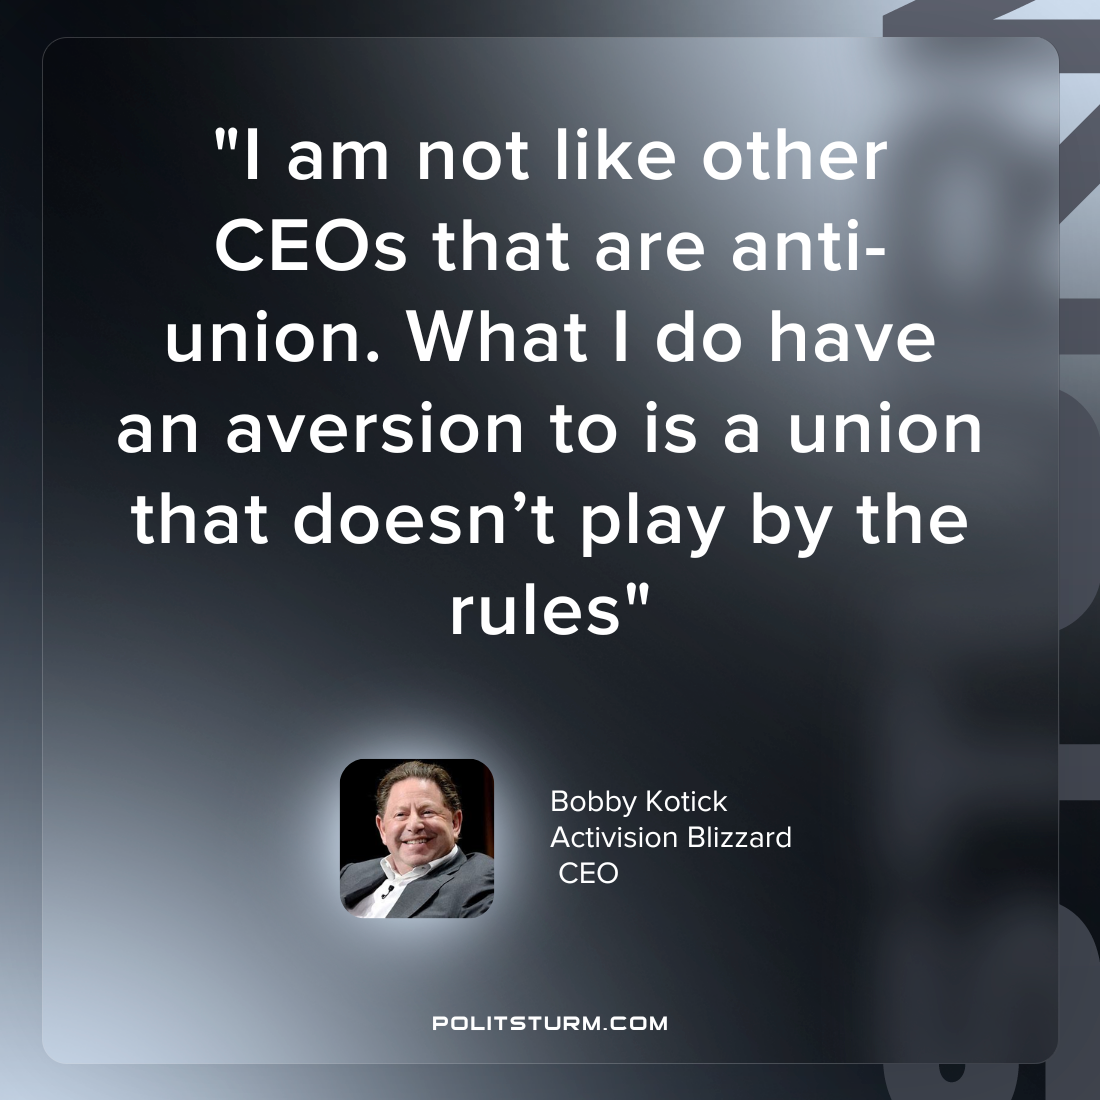 "I am not like other
CEOs that are anti-
union. What I do have
an aversion to is a union
that doesn’t play by the
rules"
Bobby Kotick
Activision Blizzard
CEO
POLITSTURM.COM